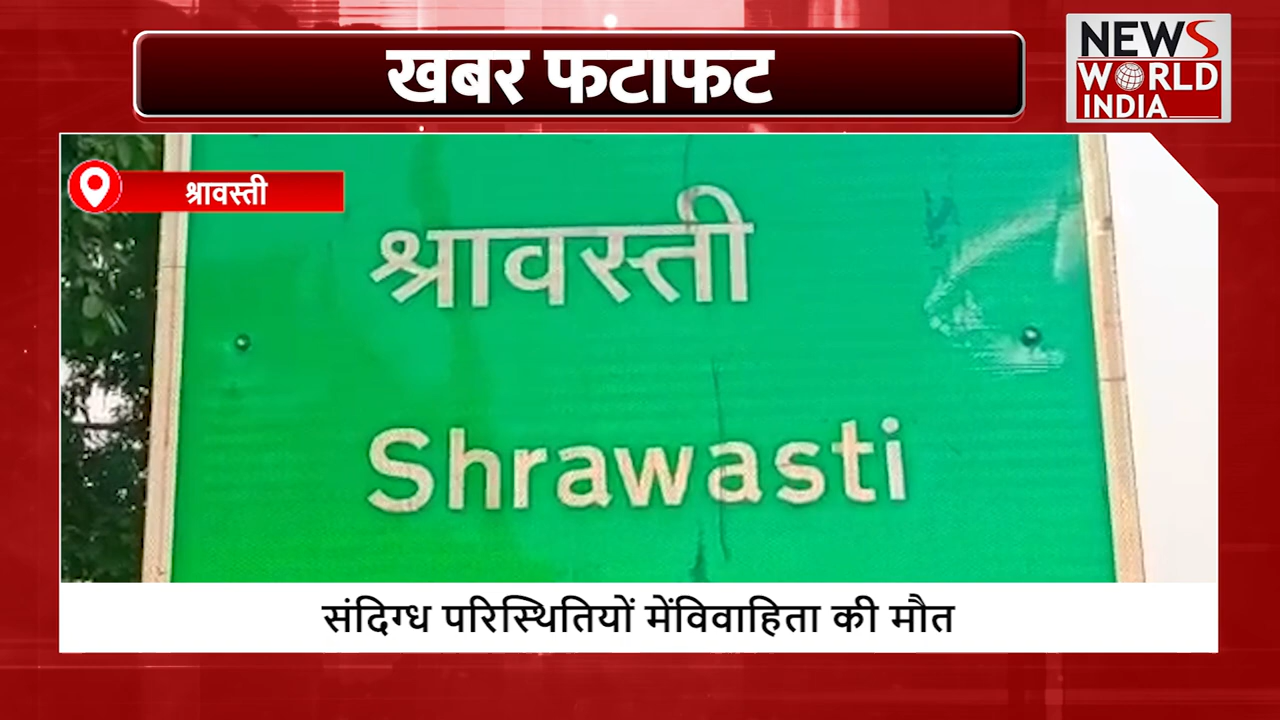 खबर फटाफट
NEWS
WORLD
INDIA
श्रावस्ती
श्रावस्ती
Shrawasti
संदिग्ध परिस्थितियों मेंविवाहिता की मौत